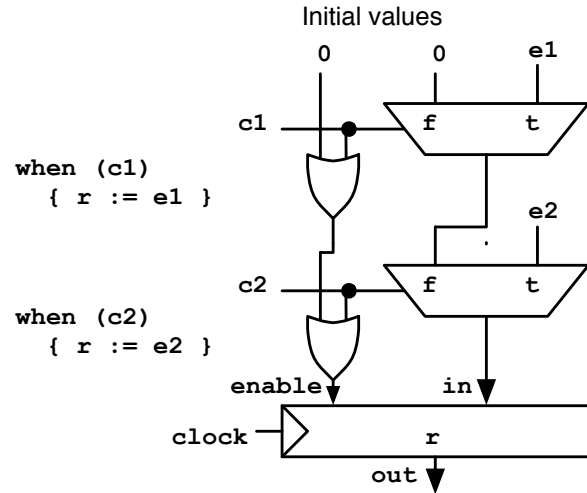 Initial values
0 0 e1
c1 f t
when (c1)
{ r := e1 }
e2
c2 f t
when (c2)
{ r := e2 }
enable in
clock r
out